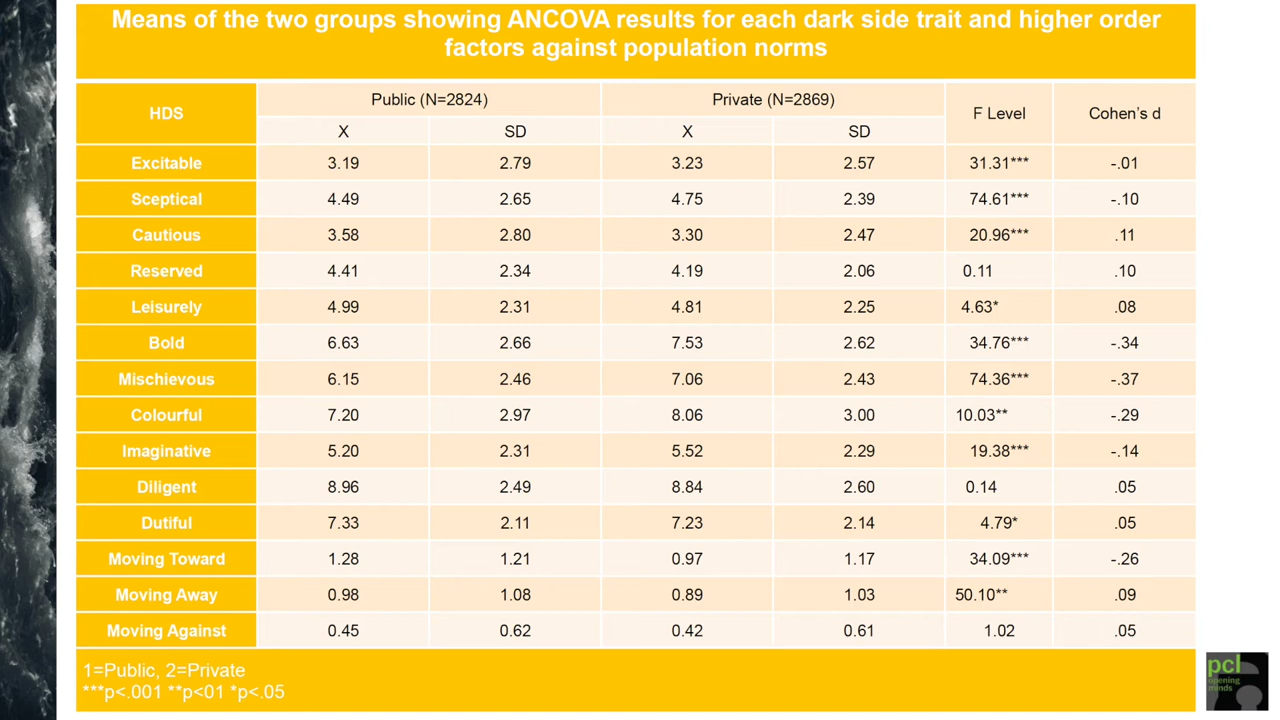 Means of the two groups showing ANCOVA results for each dark side trait and higher order
factors against population norms
HDS Public (N=2824) Private (N=2869) F Level Cohen’s d
X SD X SD
Excitable 3.19 2.79 3.23 2.57 31.31*** -.01
Sceptical 4.49 2.65 4.75 2.39 74.61*** -.10
Cautious 3.58 2.80 3.30 2.47 20.96*** .11
Reserved 4.41 2.34 4.19 2.06 0.11 .10
Leisurely 4.99 2.31 4.81 2.25 4.63* .08
Bold 6.63 2.66 7.53 2.62 34.76*** -.34
Mischievous 6.15 2.46 7.06 2.43 74.36*** -.37
Colourful 7.20 2.97 8.06 3.00 10.03** -.29
Imaginative 5.20 2.31 5.52 2.29 19.38*** -.14
Diligent 8.96 2.49 8.84 2.60 0.14 .05
Dutiful 7.33 2.11 7.23 2.14 4.79* .05
Moving Toward 1.28 1.21 0.97 1.17 34.09*** -.26
Moving Away 0.98 1.08 0.89 1.03 50.10** .09
Moving Against 0.45 0.62 0.42 0.61 1.02 .05
1=Public, 2=Private
***p<.001 **p<01 *p<.05
pcl
opening
minds